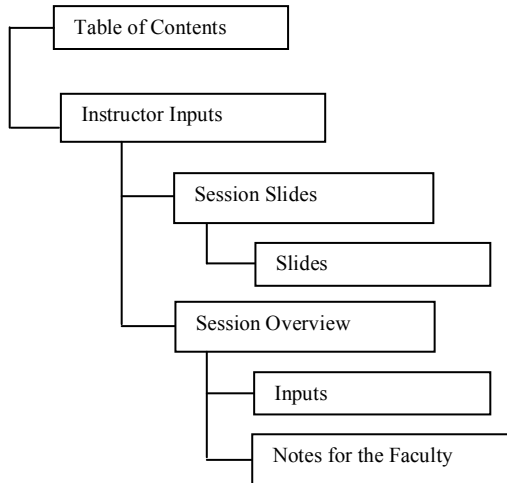 Table of Contents
Instructor Inputs
Session Slides
Slides
Session Overview
Inputs
Notes for the Faculty